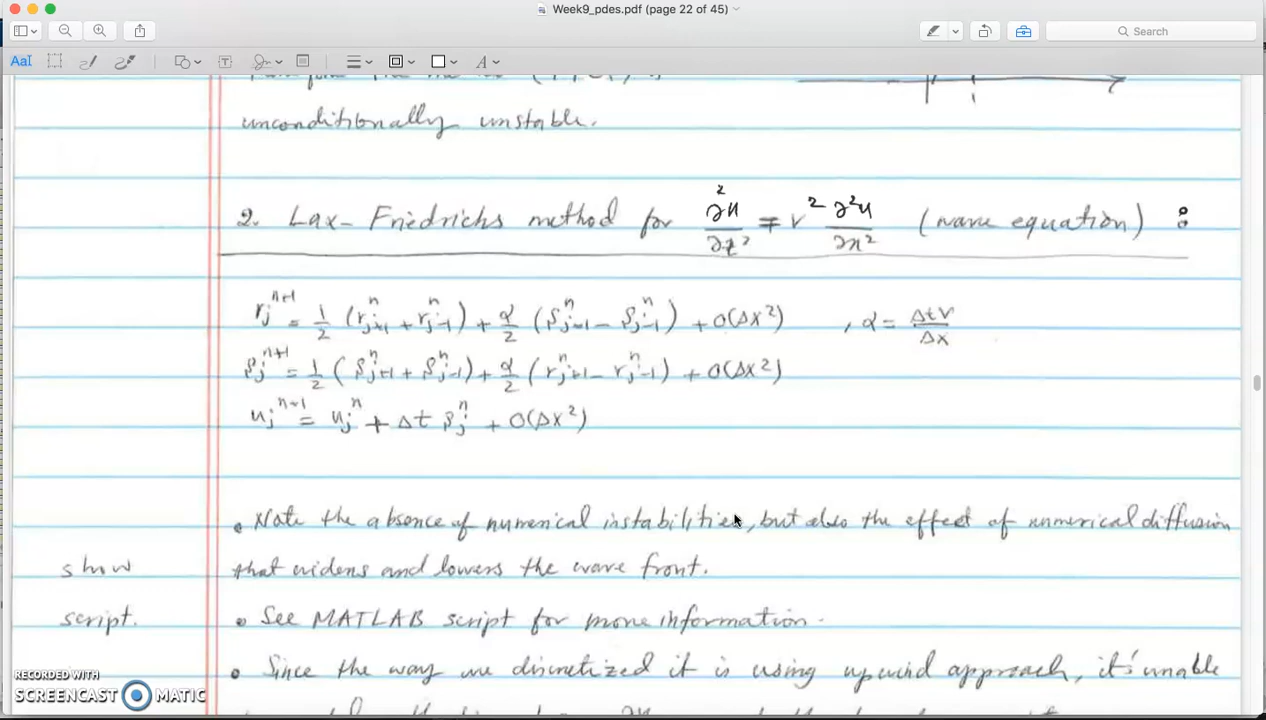 Week9_pdes.pdf (page 22 of 45)
Search
AaI
unconditionally unstable.
2. Lax-Friedrichs method for ∂²u/∂t² = v² ∂²u/∂x² (wave equation) :
r_j^{n+1} = 1/2 (r_{j+1}^n + r_{j-1}^n) + α/2 (s_{j+1}^n - s_{j-1}^n) + O(Δx²) , α = Δt v/Δx
s_j^{n+1} = 1/2 (s_{j+1}^n + s_{j-1}^n) + α/2 (r_{j+1}^n - r_{j-1}^n) + O(Δx²)
u_j^{n+1} = u_j^n + Δt s_j^n + O(Δx²)
• Note the absence of numerical instabilities, but also the effect of numerical diffusion
show that widens and lowers the wave front.
script. • See MATLAB script for more information.
• Since the way we discretized it is using upwind approach, it's unable
RECORDED WITH
SCREENCAST MATIC